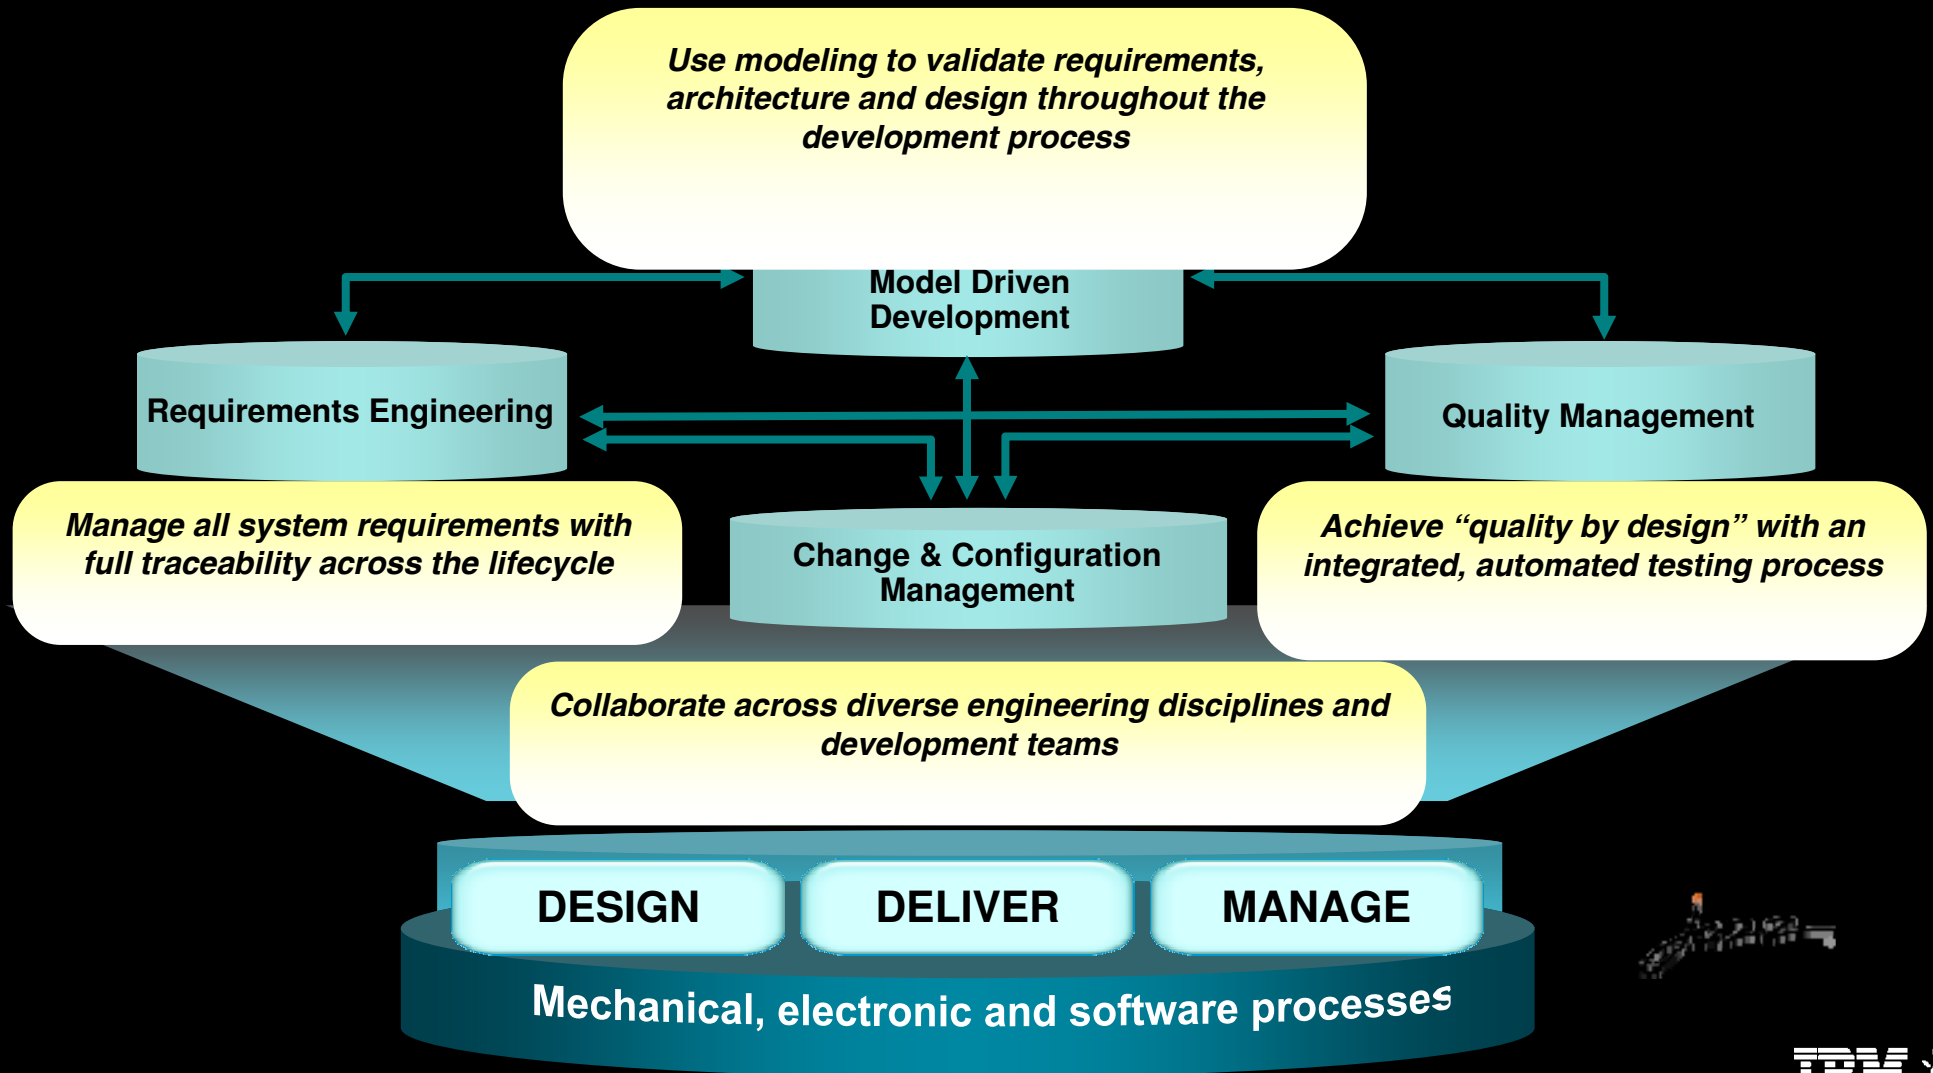 Use modeling to validate requirements,
architecture and design throughout the
development process
Model Driven
Development
Requirements Engineering
Quality Management
Manage all system requirements with
full traceability across the lifecycle
Change & Configuration
Management
Achieve “quality by design” with an
integrated, automated testing process
Collaborate across diverse engineering disciplines and
development teams
DESIGN
DELIVER
MANAGE
Mechanical, electronic and software processes
IBM